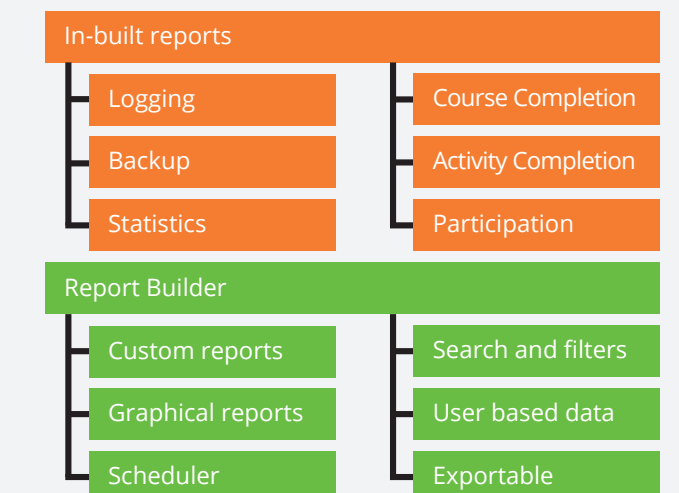 In-built reports
Logging
Course Completion
Backup
Activity Completion
Statistics
Participation
Report Builder
Custom reports
Search and filters
Graphical reports
User based data
Scheduler
Exportable